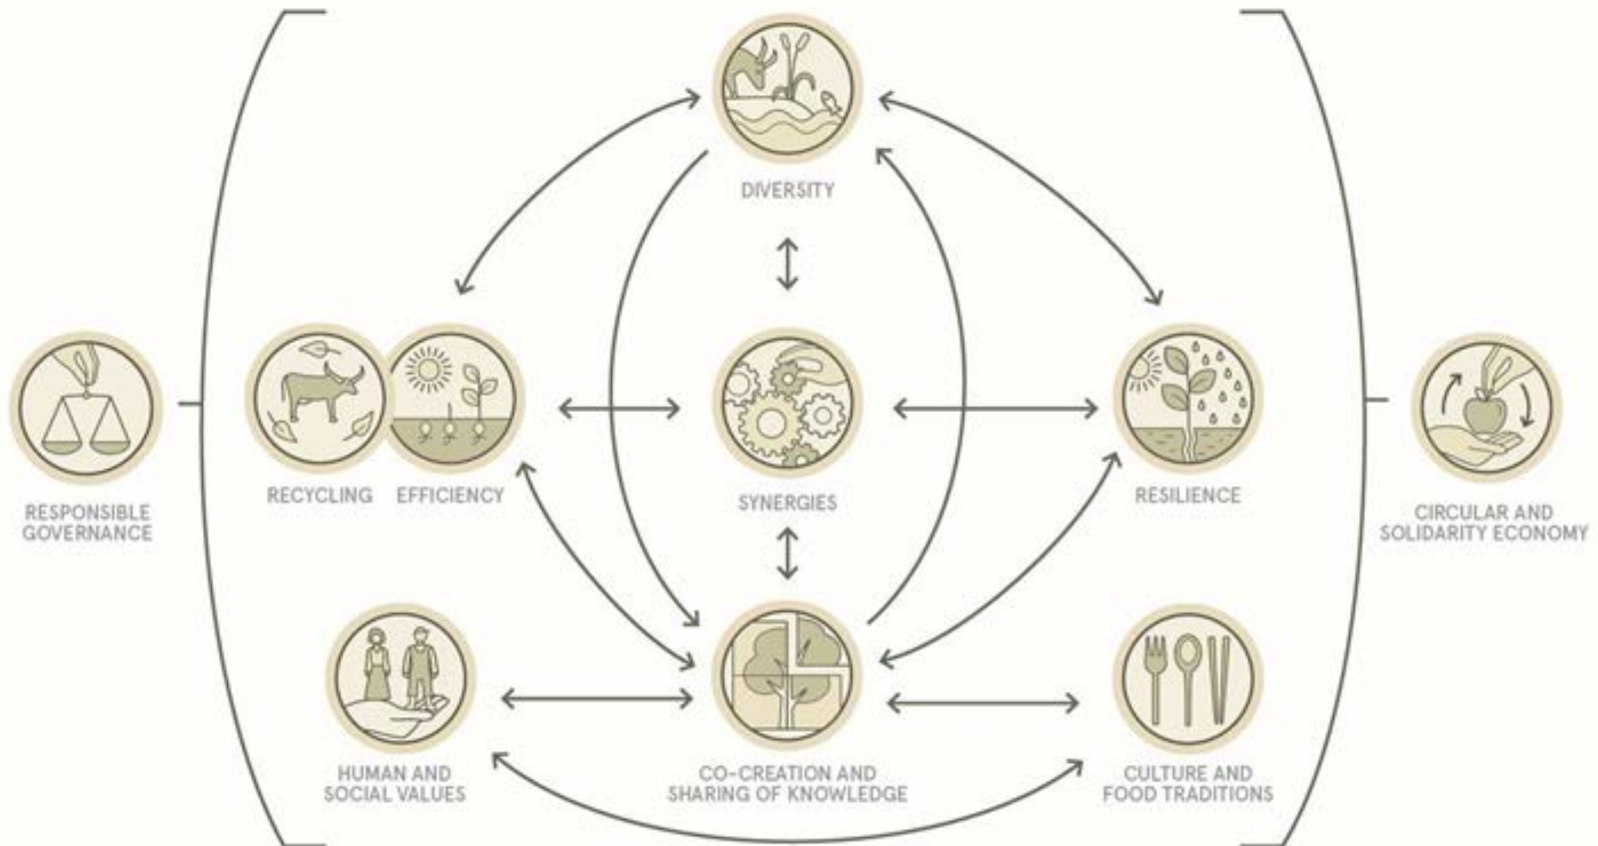 DIVERSITY
RECYCLING
EFFICIENCY
SYNERGIES
RESILIENCE
RESPONSIBLE
GOVERNANCE
CIRCULAR AND
SOLIDARITY ECONOMY
HUMAN AND
SOCIAL VALUES
CO-CREATION AND
SHARING OF KNOWLEDGE
CULTURE AND
FOOD TRADITIONS